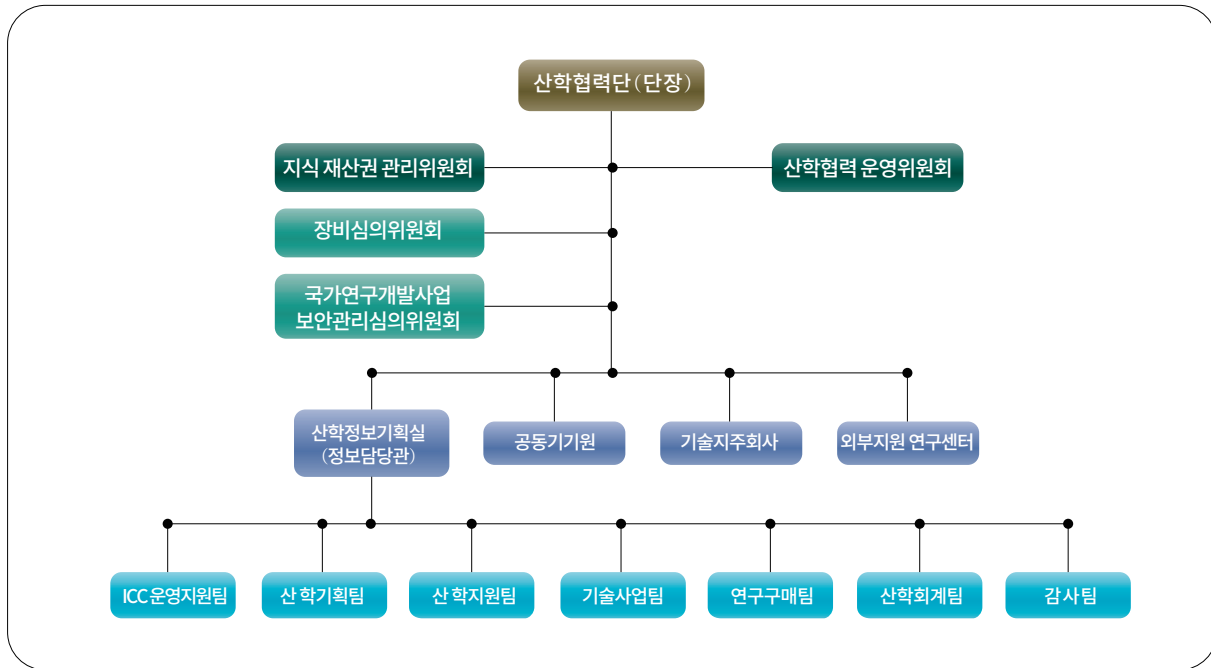 산학협력단(단장)
지식 재산권 관리위원회
산학협력 운영위원회
장비심의위원회
국가연구개발사업
보안관리심의위원회
산학정보기획실
(정보담당관)
공동기기원
기술지주회사
외부지원 연구센터
ICC 운영지원팀
산학기획팀
산학지원팀
기술사업팀
연구구매팀
산학회계팀
감사팀